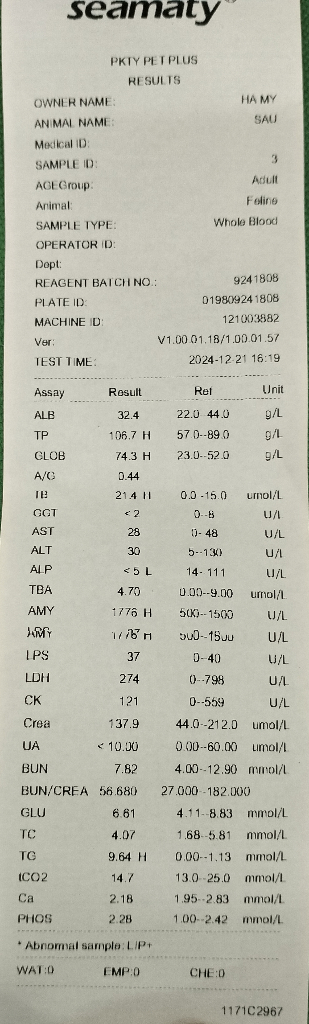 seamaty
PKTY PET PLUS
RESULTS
OWNER NAME: HA MY
ANIMAL NAME: SAU
Medical ID:
SAMPLE ID: 3
AGEGroup: Adult
Animal: Feline
SAMPLE TYPE: Whole Blood
OPERATOR ID:
Dept:
REAGENT BATCH NO.: 9241808
PLATE ID: 019809241808
MACHINE ID: 121003882
Ver: V1.00.01.18/1.00.01.57
TEST TIME: 2024-12-21 16:19
Assay Result Ref Unit
ALB 32.4 22.0--44.0 g/L
TP 106.7 H 57.0--89.0 g/L
GLOB 74.3 H 23.0--52.0 g/L
A/G 0.44
TB 21.4 H 0.0--15.0 umol/L
GGT <2 0--8 U/L
AST 28 0--48 U/L
ALT 30 5--130 U/L
ALP <5 L 14--111 U/L
TBA 4.70 0.00--9.00 umol/L
AMY 1776 H 500--1500 U/L
AMY 1776 H 500--1500 U/L
LPS 37 0--40 U/L
LDH 274 0--798 U/L
CK 121 0--559 U/L
Crea 137.9 44.0--212.0 umol/L
UA <10.00 0.00--60.00 umol/L
BUN 7.82 4.00--12.90 mmol/L
BUN/CREA 56.680 27.000--182.000
GLU 6.61 4.11--8.83 mmol/L
TC 4.07 1.68--5.81 mmol/L
TG 9.64 H 0.00--1.13 mmol/L
tCO2 14.7 13.0--25.0 mmol/L
Ca 2.18 1.95--2.83 mmol/L
PHOS 2.28 1.00--2.42 mmol/L
* Abnormal sample: LIP+
WAT:0 EMP:0 CHE:0
1171C2967